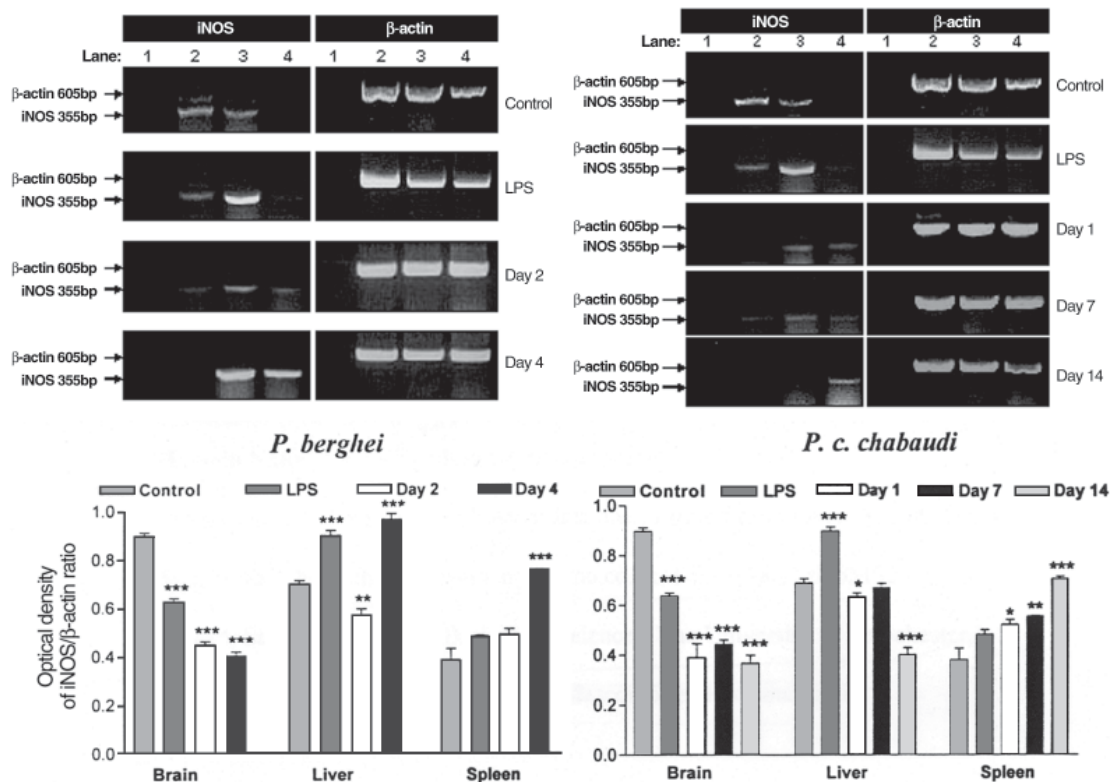 iNOS β-actin
Lane: 1 2 3 4 1 2 3 4
β-actin 605bp
iNOS 355bp
Control
β-actin 605bp
iNOS 355bp
LPS
β-actin 605bp
iNOS 355bp
Day 2
β-actin 605bp
iNOS 355bp
Day 4
P. berghei
iNOS β-actin
Lane: 1 2 3 4 1 2 3 4
β-actin 605bp
iNOS 355bp
Control
β-actin 605bp
iNOS 355bp
LPS
β-actin 605bp
iNOS 355bp
Day 1
β-actin 605bp
iNOS 355bp
Day 7
β-actin 605bp
iNOS 355bp
Day 14
P. c. chabaudi
Control LPS Day 2 Day 4
Optical density
of iNOS/β-actin ratio
1.0
0.8
0.6
0.4
0.2
0.0
*** *** *** *** ** *** ***
Brain Liver Spleen
Control LPS Day 1 Day 7 Day 14
1.0
0.8
0.6
0.4
0.2
0.0
*** *** *** *** *** * *** * ** ***
Brain Liver Spleen